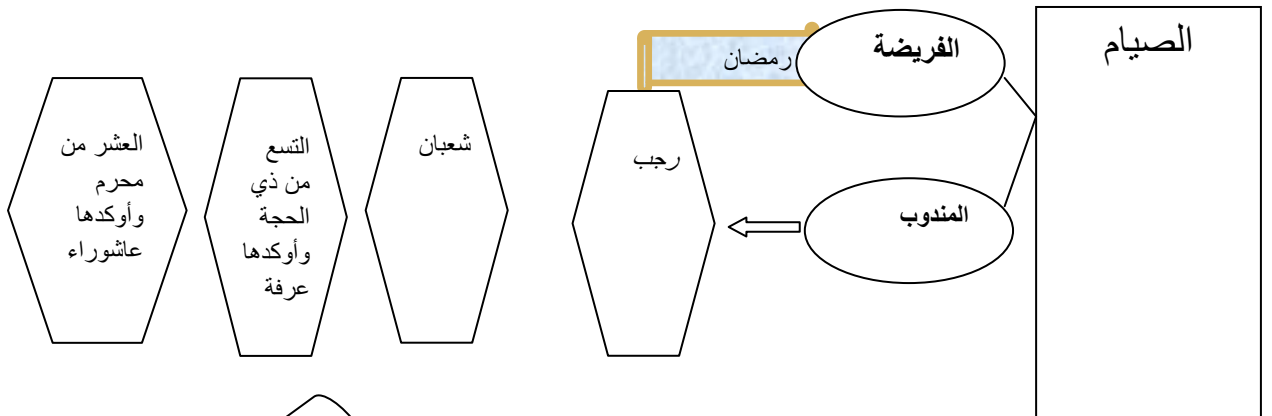 الصيام
الفريضة
رمضان
المندوب
رجب
شعبان
التسع
من ذي
الحجة
وأوكدها
عرفة
العشر من
محرم
وأوكدها
عاشوراء